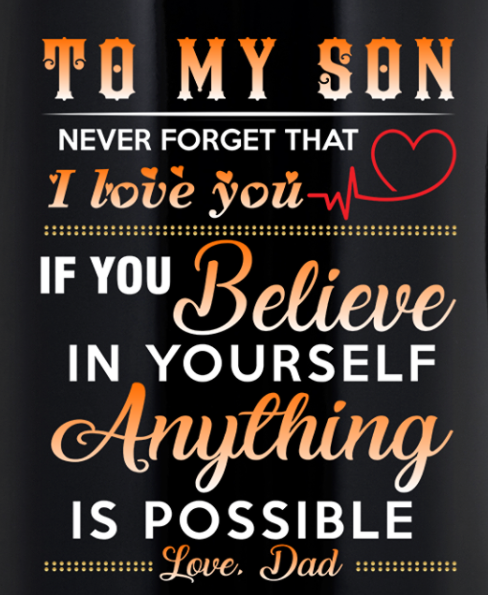 TO MY SON
NEVER FORGET THAT
I love you
IF YOU Believe
IN YOURSELF
Anything
IS POSSIBLE
Love, Dad